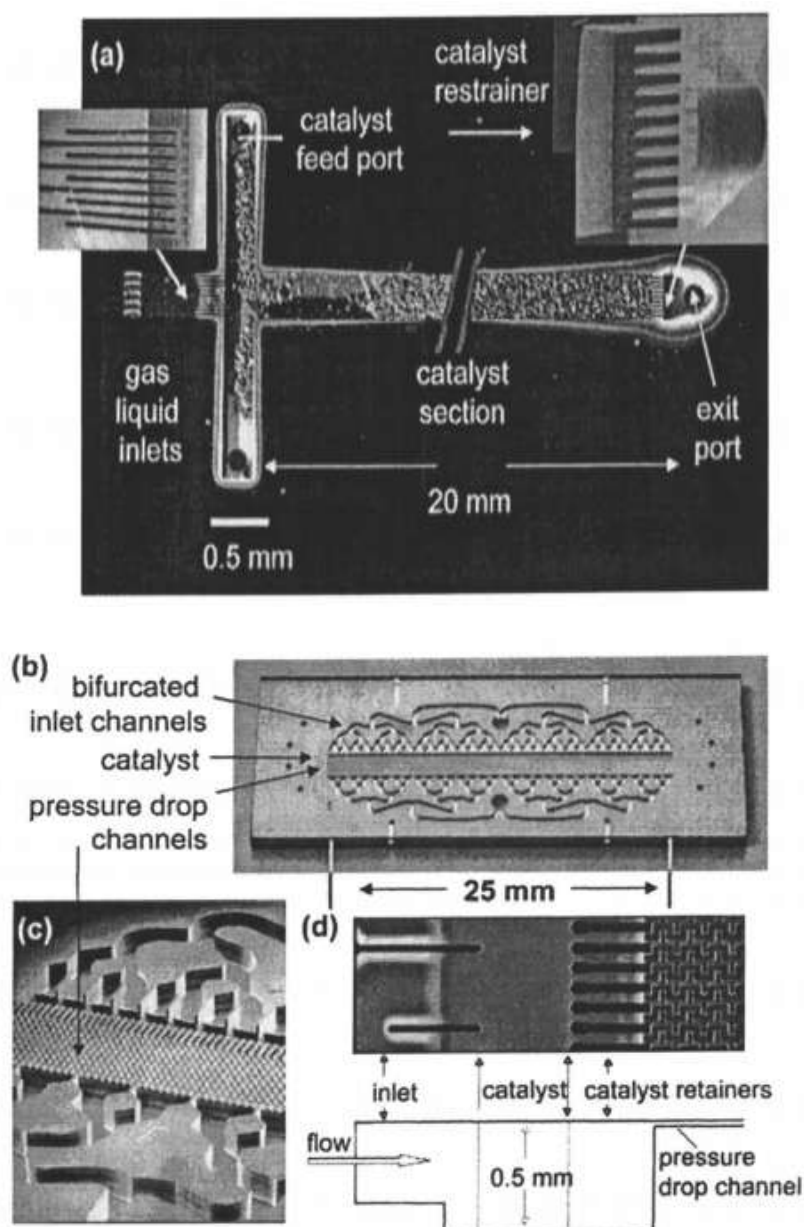 (a)
catalyst
feed port
catalyst
restrainer
gas
liquid
inlets
catalyst
section
exit
port
20 mm
0.5 mm
(b)
bifurcated
inlet channels
catalyst
pressure drop
channels
25 mm
(c)
(d)
inlet
catalyst
catalyst retainers
flow
0.5 mm
pressure
drop channel